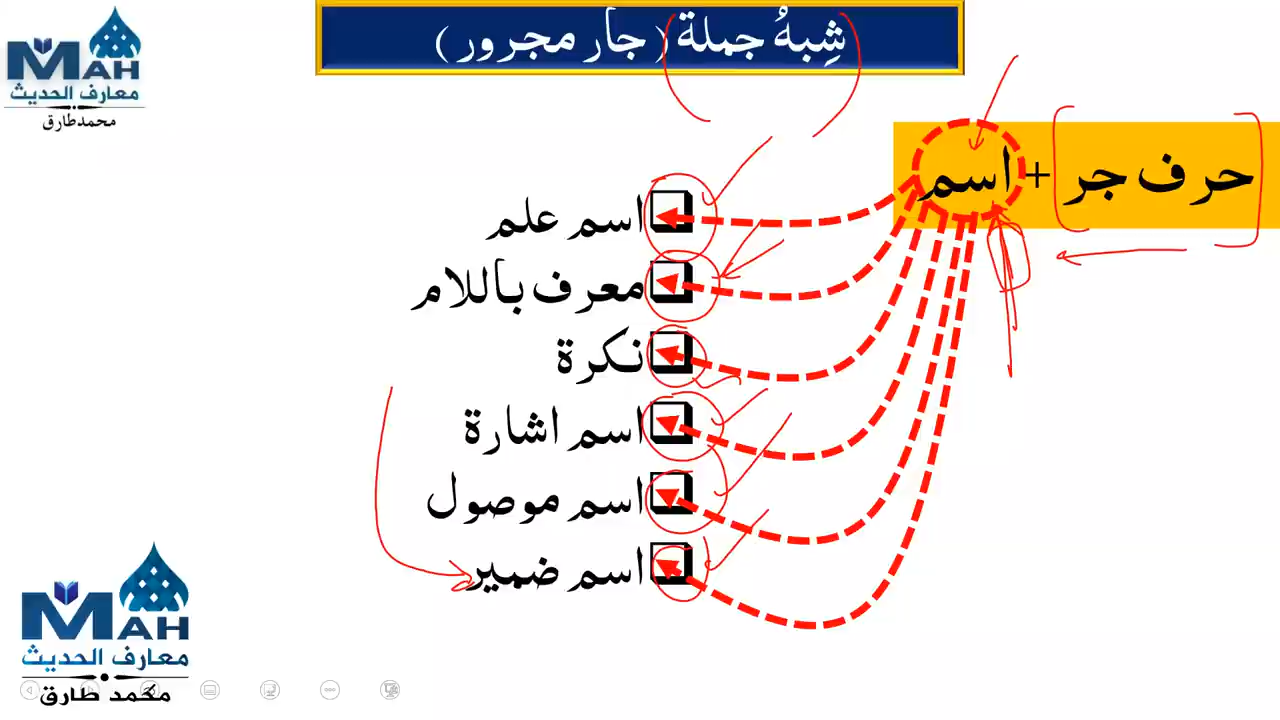 شِبهُ جملة (جار مجرور)
MAH
معارف الحديث
محمد طارق
حرف جر + اسم
اسم علم
معرف باللام
نكرة
اسم اشارة
اسم موصول
اسم ضمير
MAH
معارف الحديث
محمد طارق